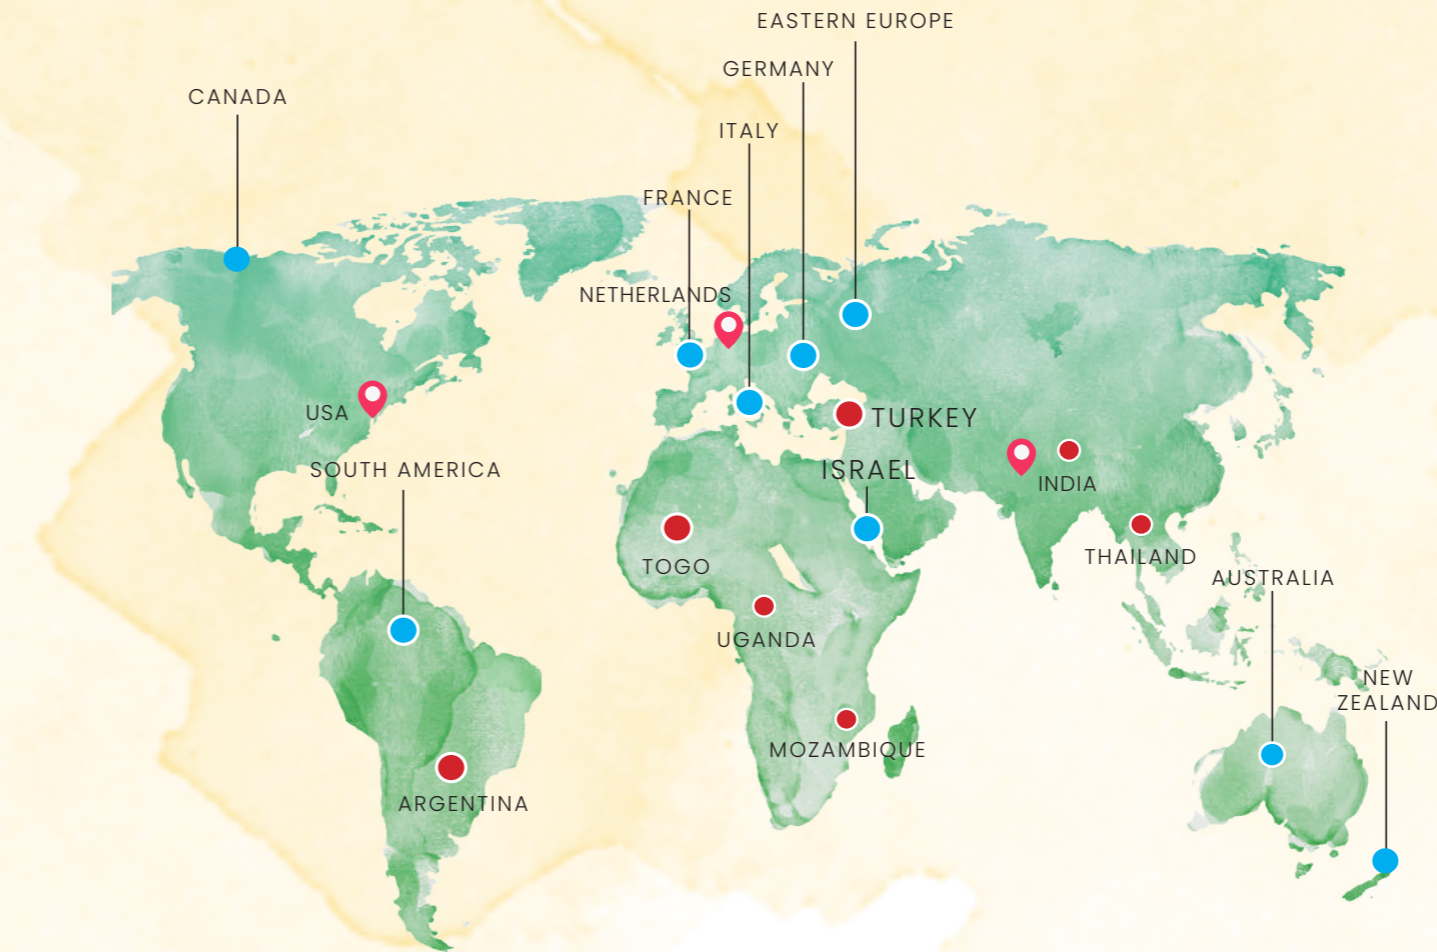 EASTERN EUROPE
GERMANY
CANADA
ITALY
FRANCE
NETHERLANDS
USA
TURKEY
SOUTH AMERICA
ISRAEL
INDIA
THAILAND
TOGO
AUSTRALIA
UGANDA
NEW
ZEALAND
MOZAMBIQUE
ARGENTINA